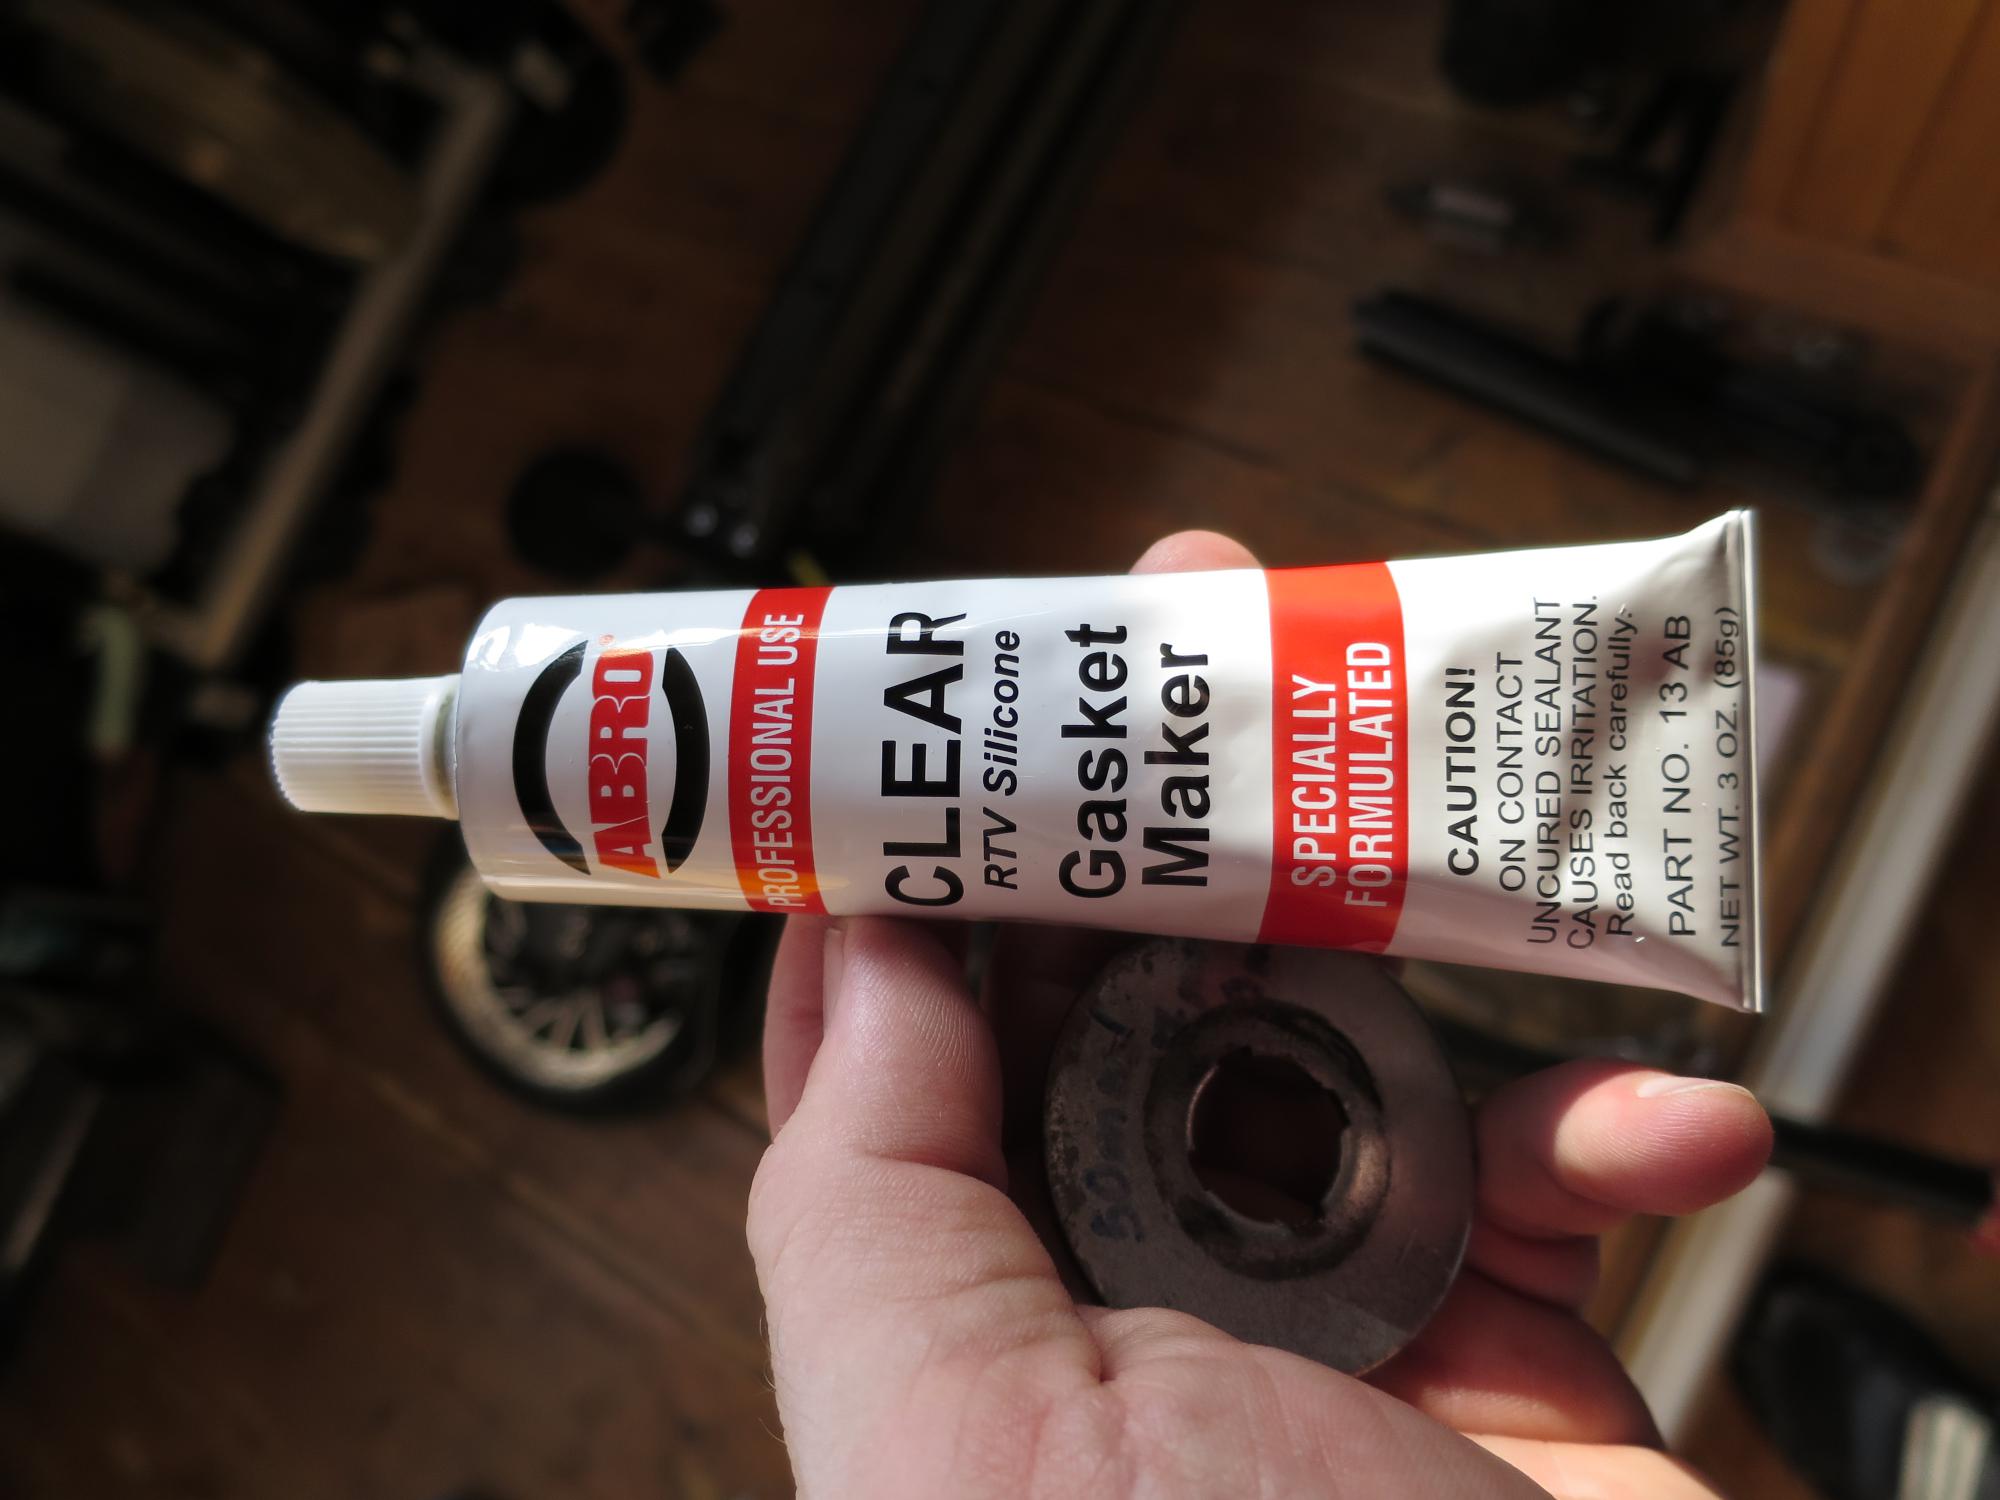 ABRO®
PROFESSIONAL USE
CLEAR
RTV Silicone
Gasket
Maker
SPECIALLY
FORMULATED
CAUTION!
ON CONTACT
UNCURED SEALANT
CAUSES IRRITATION.
Read back carefully.
PART NO. 13 AB
NET WT. 3 OZ. (85g)